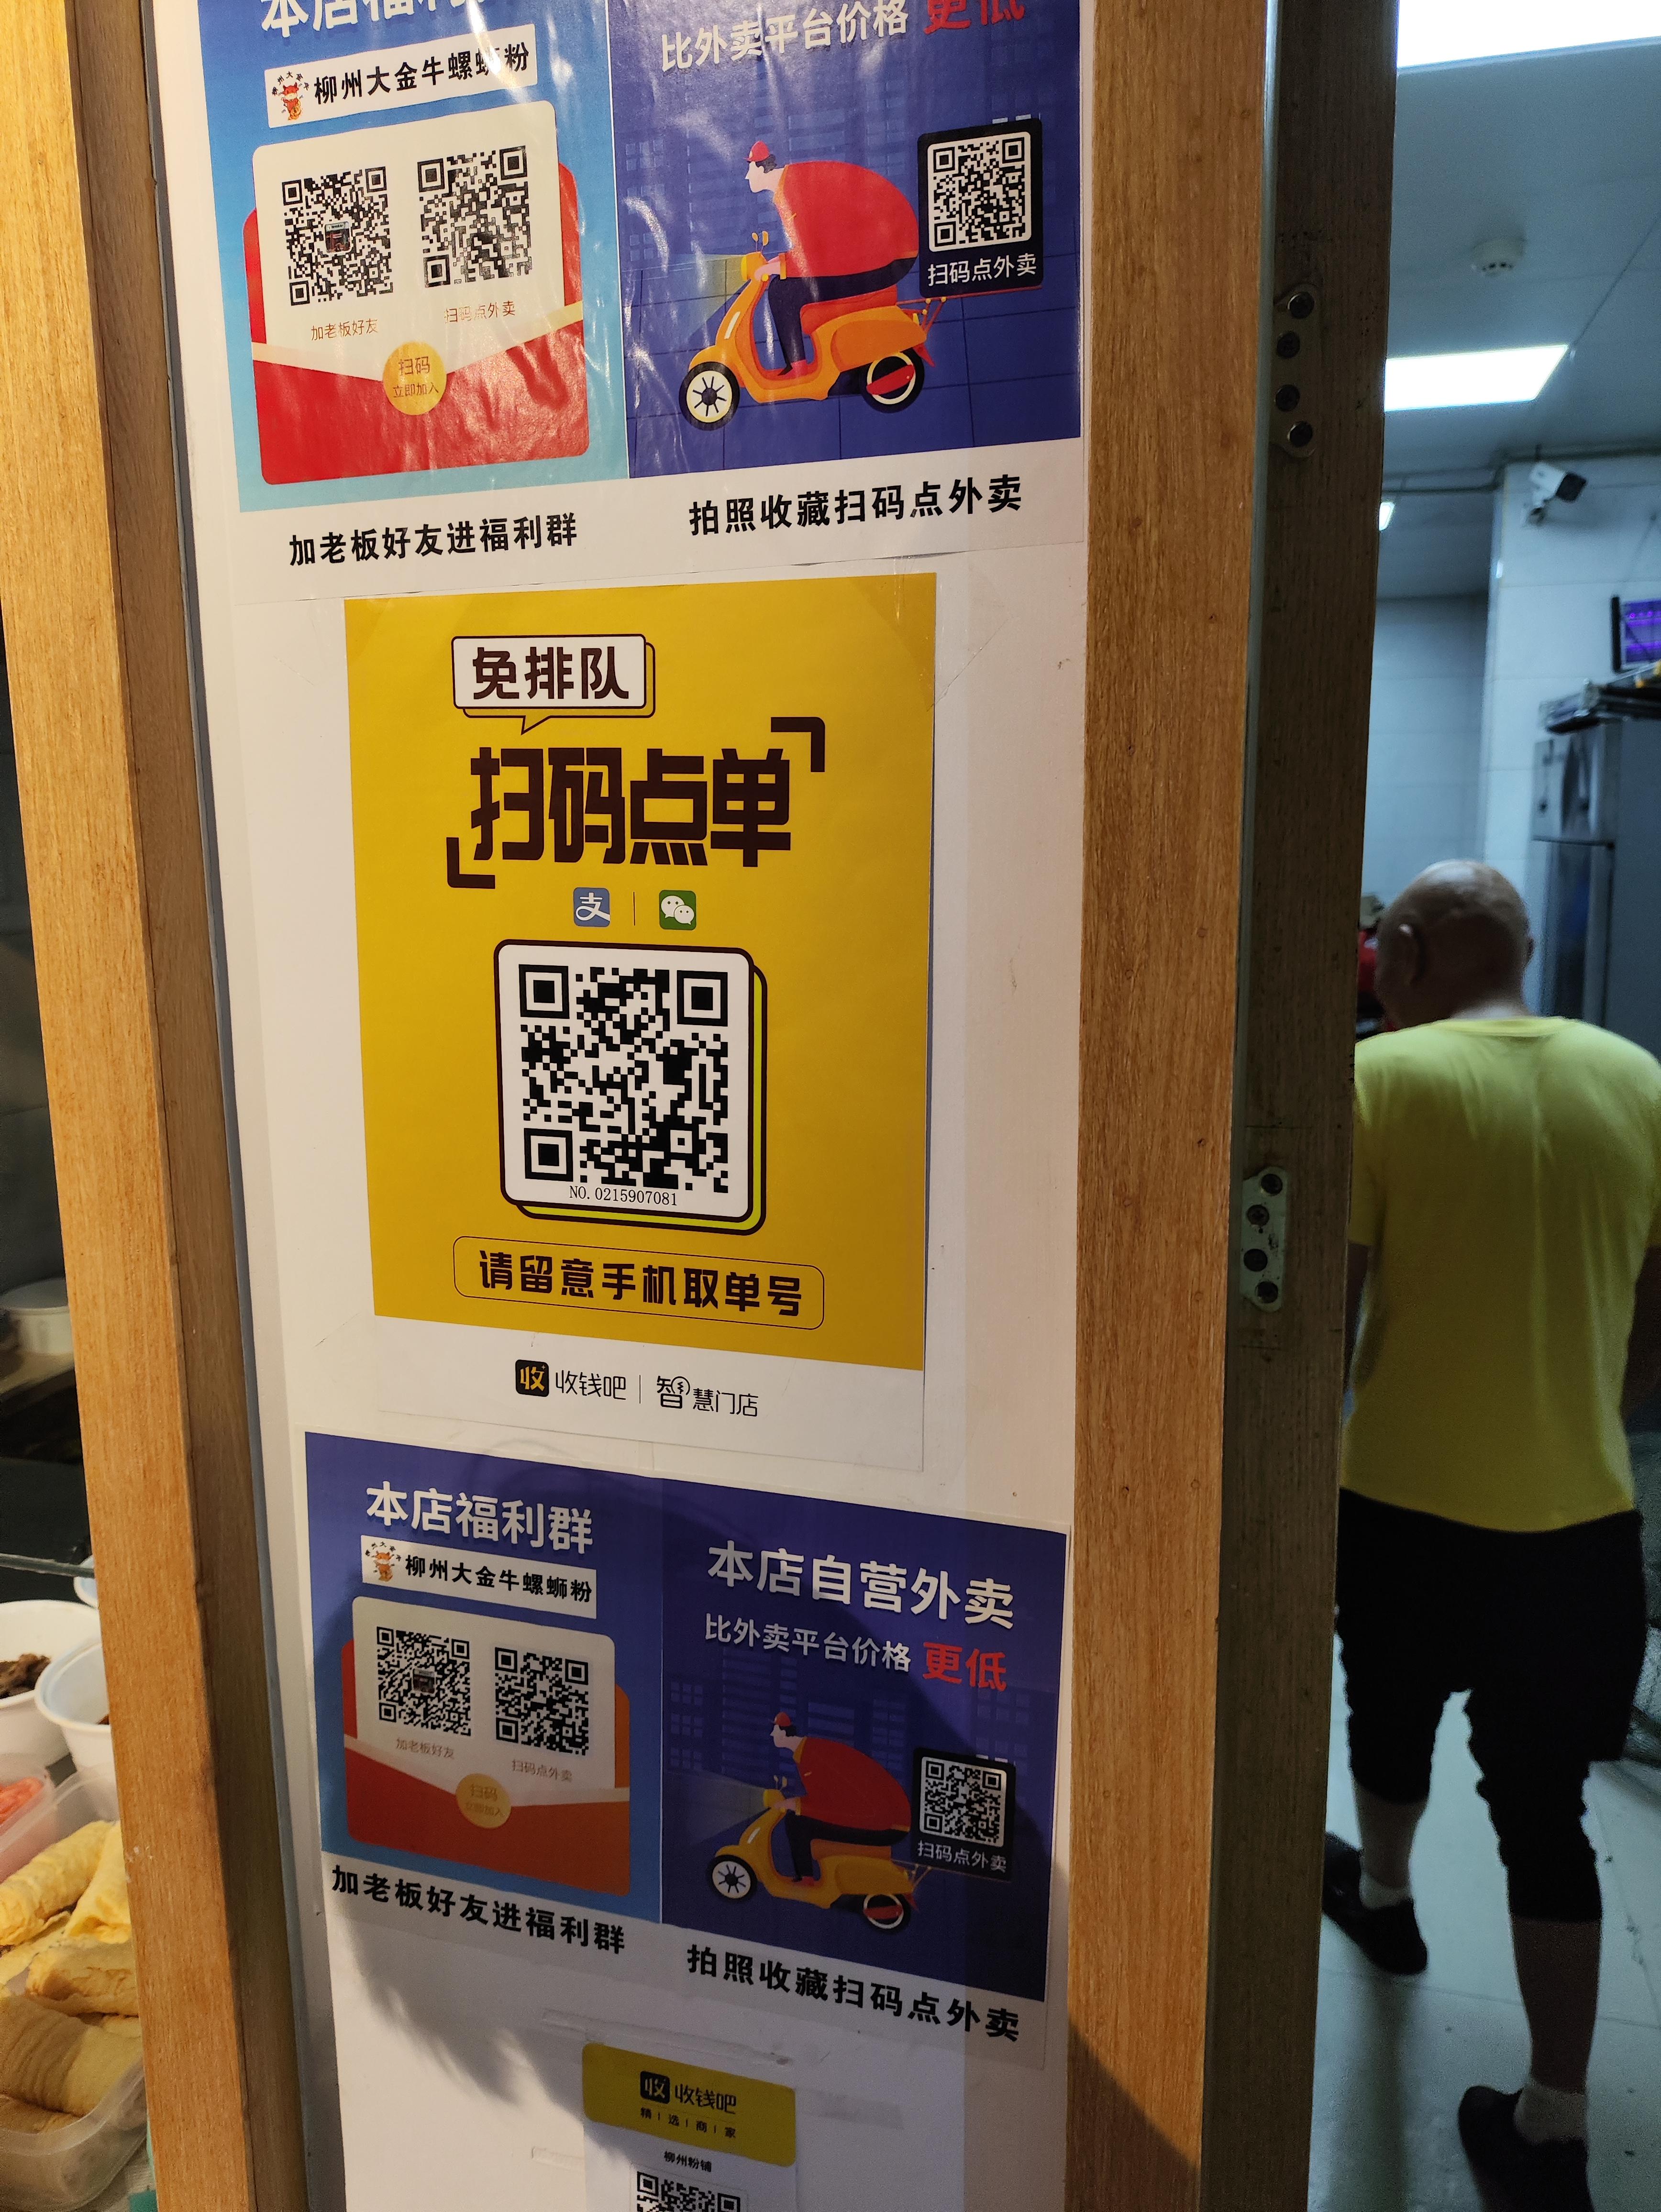 本店福利群
比外卖平台价格 更低
柳州大金牛螺蛳粉
加老板好友
扫码点外卖
扫码
立即加入
扫码点外卖
加老板好友进福利群
拍照收藏扫码点外卖
免排队
扫码点单
支
NO.0215907081
请留意手机取单号
收 收钱吧 | 智慧门店
本店福利群
柳州大金牛螺蛳粉
加老板好友
扫码点外卖
扫码
立即加入
加老板好友进福利群
本店自营外卖
比外卖平台价格 更低
扫码点外卖
拍照收藏扫码点外卖
收 收钱吧
精 | 选 | 商 | 家
柳州粉铺